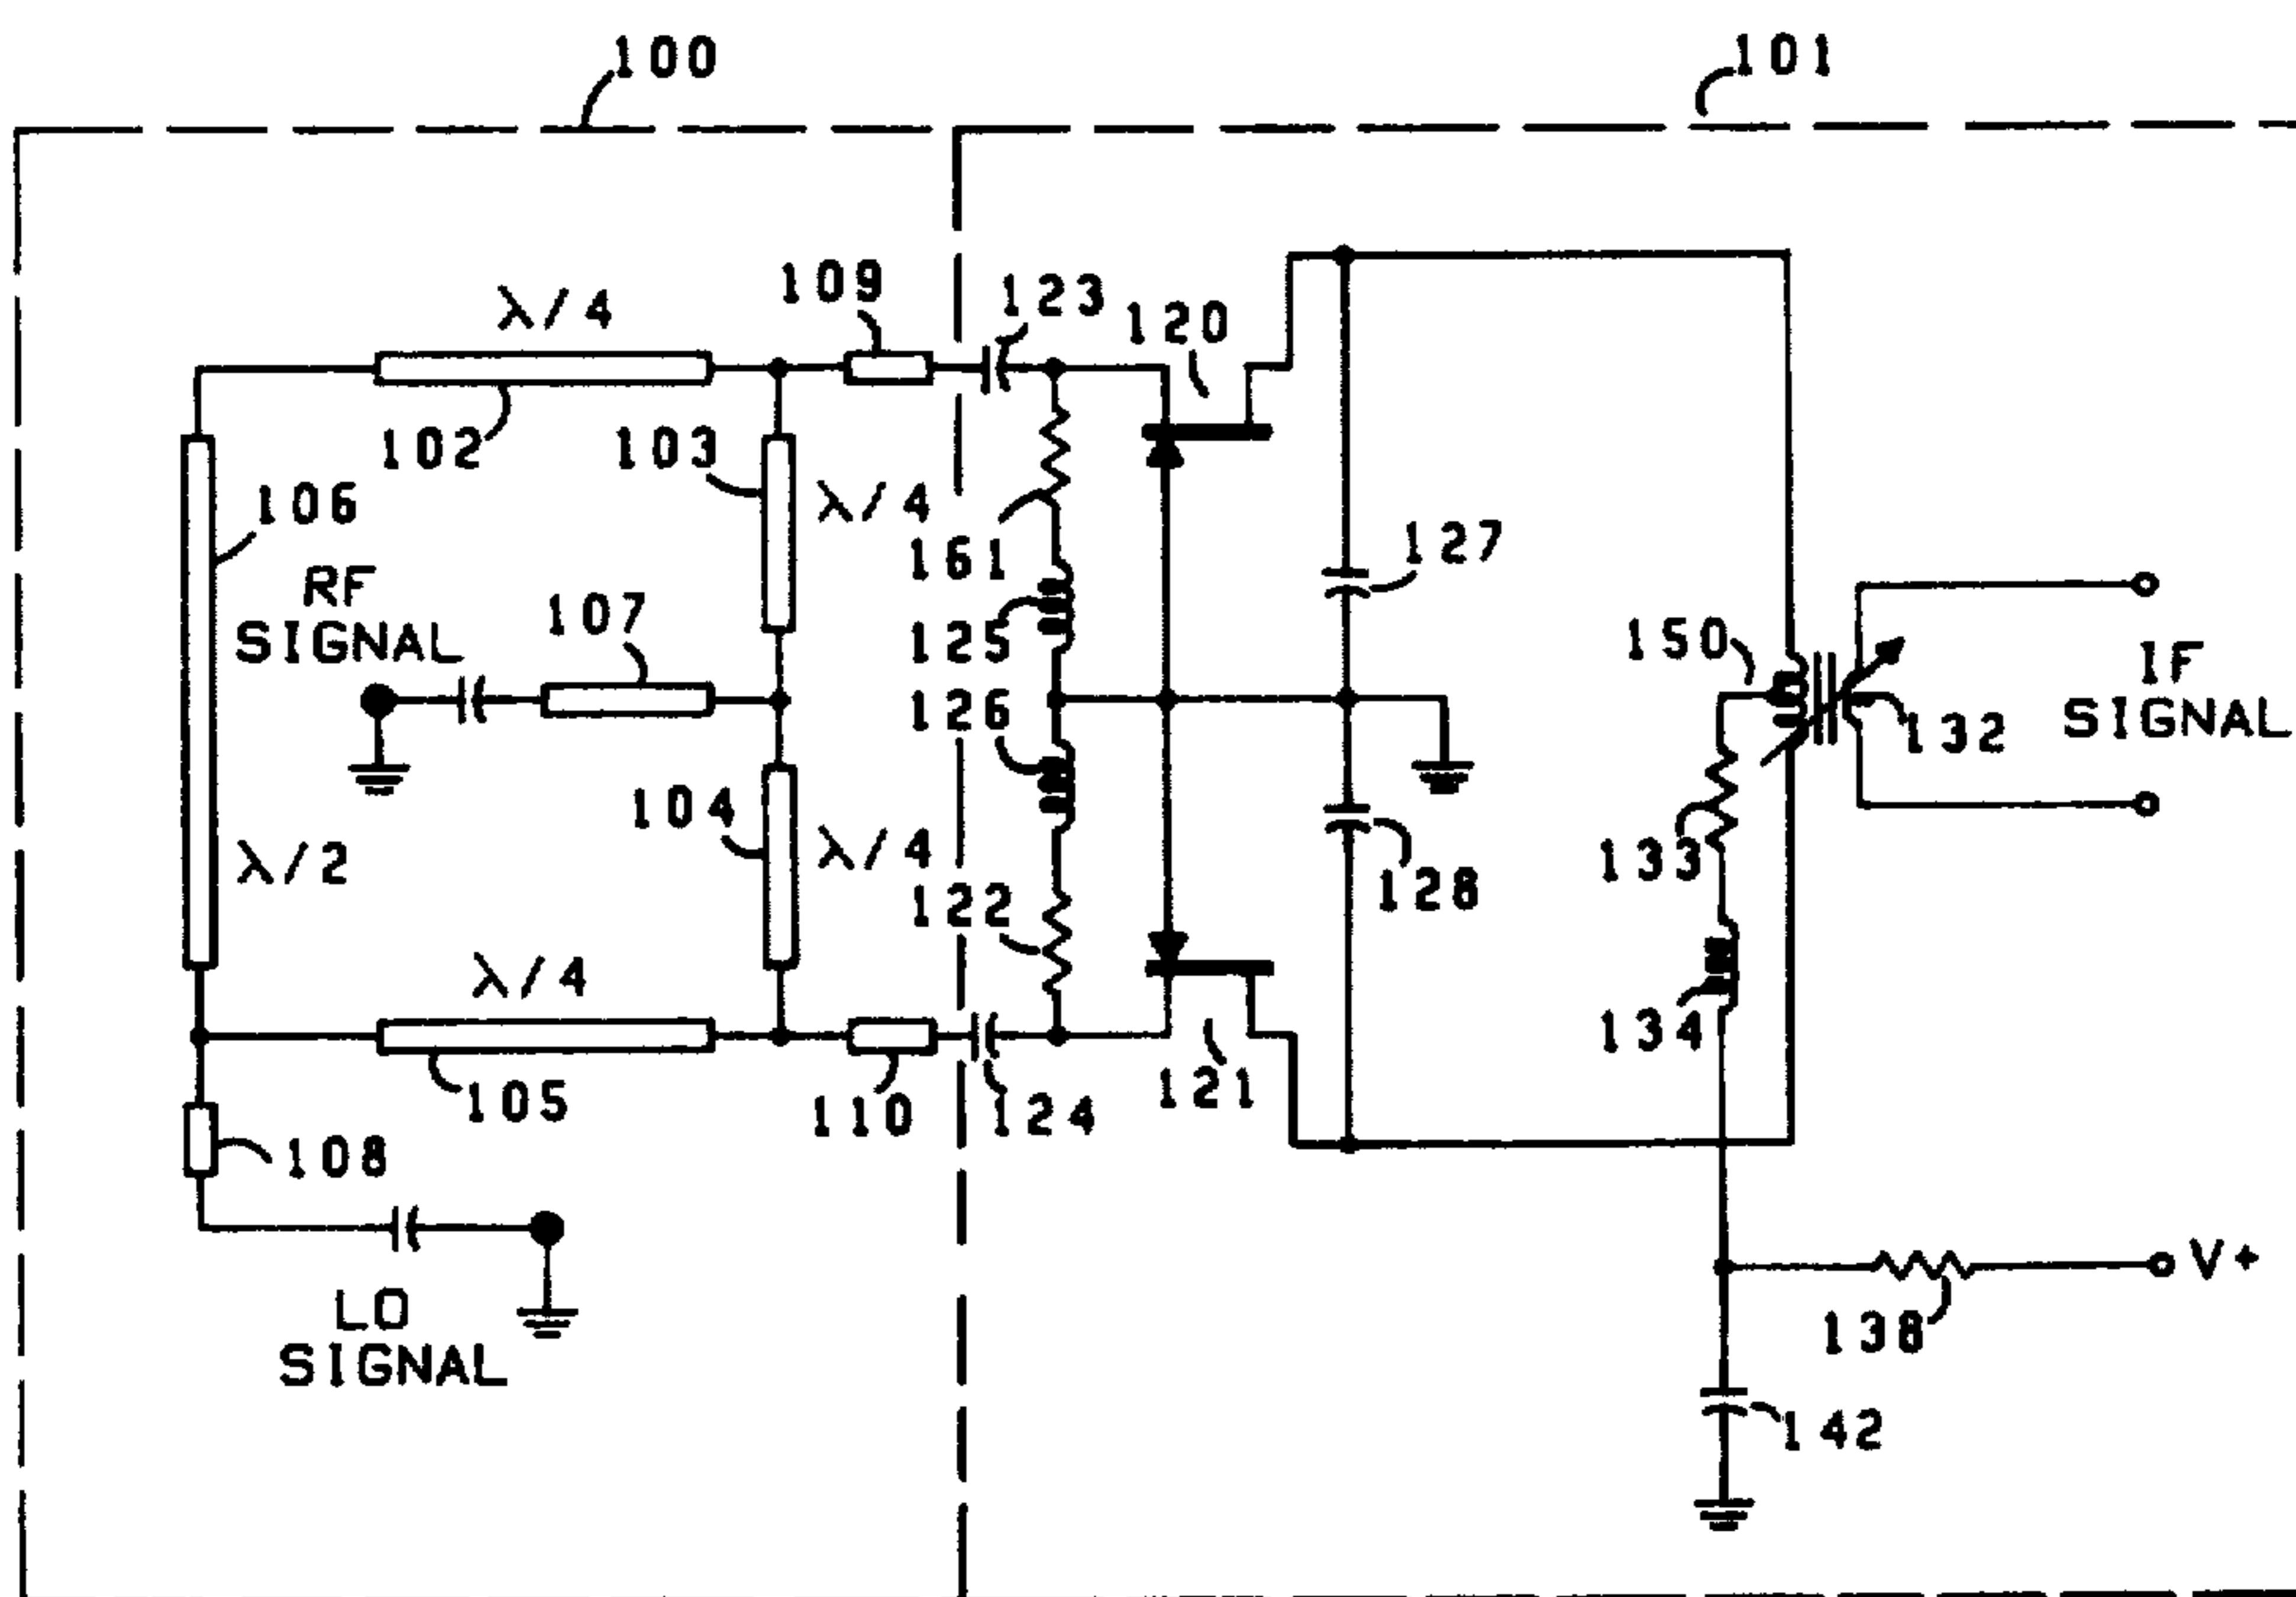 100
101
λ/4
109
123
120
102
103
106
λ/4
161
127
RF
SIGNAL
107
125
150
IF
SIGNAL
126
132
104
λ/4
133
λ/2
122
128
λ/4
134
105
110
124
121
108
V+
LO
SIGNAL
138
142